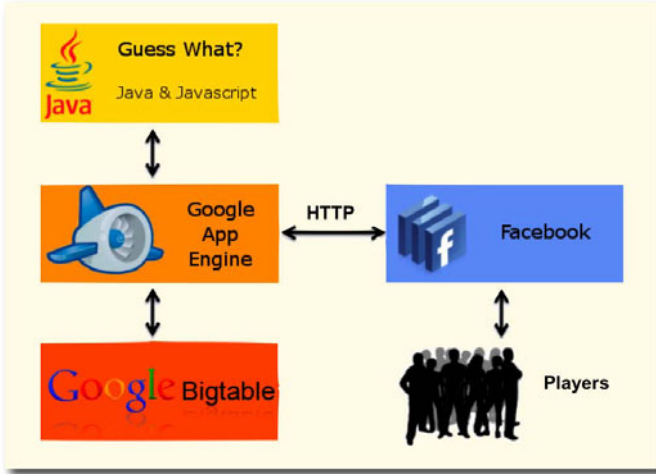 Guess What?
Java & Javascript
Java
Google
App
Engine
HTTP
f
Facebook
Google Bigtable
Players